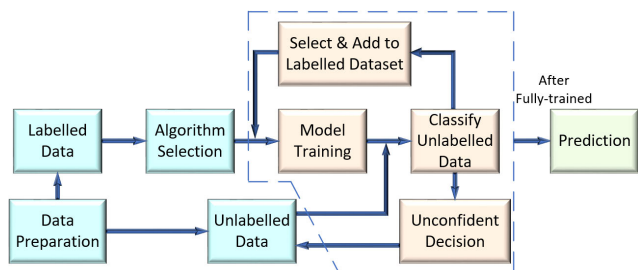 Select & Add to
Labelled Dataset
After
Fully-trained
Labelled
Data
Algorithm
Selection
Model
Training
Classify
Unlabelled
Data
Prediction
Data
Preparation
Unlabelled
Data
Unconfident
Decision